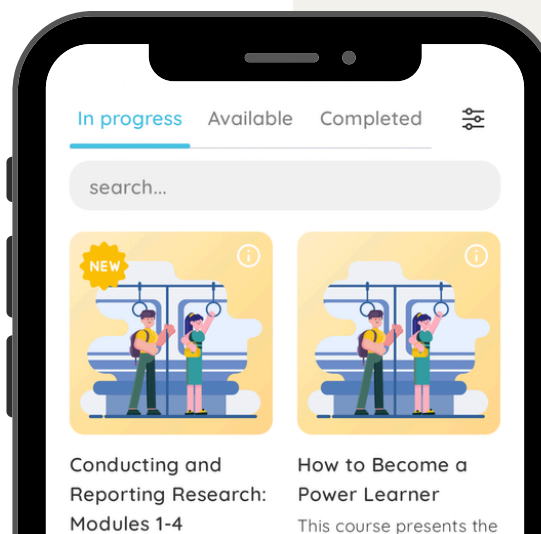 In progress Available Completed
search...
NEW
Conducting and
Reporting Research:
Modules 1-4
How to Become a
Power Learner
This course presents the